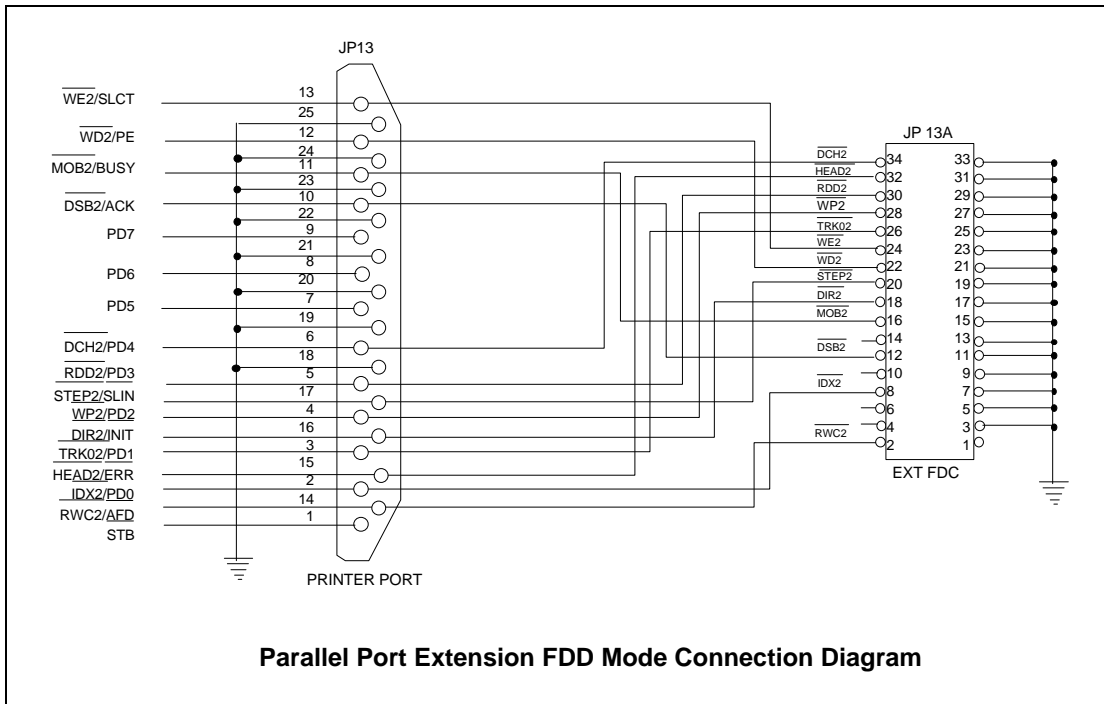 JP13
WE2/SLCT
WD2/PE
MOB2/BUSY
DSB2/ACK
PD7
PD6
PD5
DCH2/PD4
RDD2/PD3
STEP2/SLIN
WP2/PD2
DIR2/INIT
TRK02/PD1
HEAD2/ERR
IDX2/PD0
RWC2/AFD
STB
13
25
12
24
11
23
10
22
9
21
8
20
7
19
6
18
5
17
4
16
3
15
2
14
1
PRINTER PORT
JP 13A
DCH2
HEAD2
RDD2
WP2
TRK02
WE2
WD2
STEP2
DIR2
MOB2
DSB2
IDX2
RWC2
34 33
32 31
30 29
28 27
26 25
24 23
22 21
20 19
18 17
16 15
14 13
12 11
10 9
8 7
6 5
4 3
2 1
EXT FDC
Parallel Port Extension FDD Mode Connection Diagram